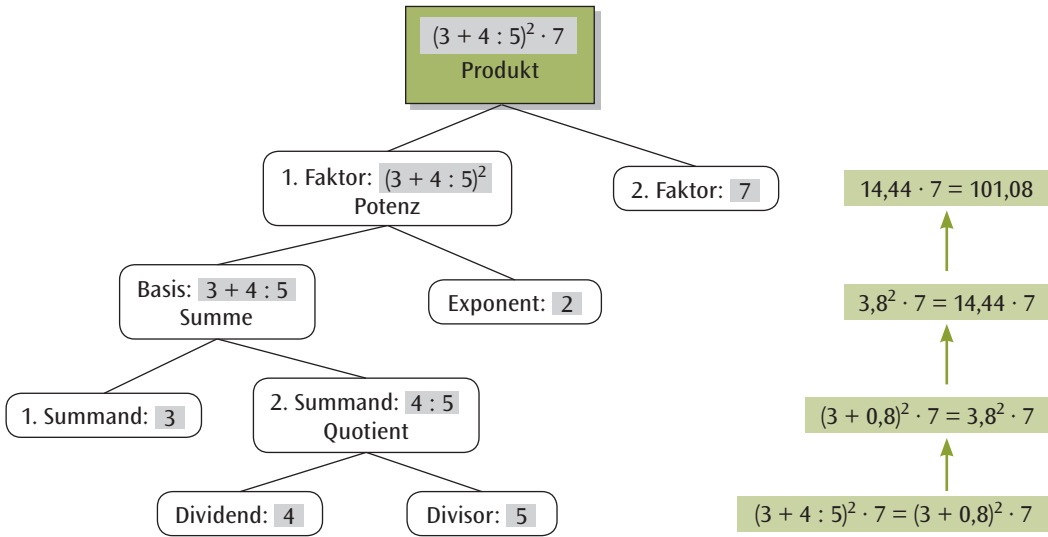 (3 + 4 : 5)² · 7
Produkt
1. Faktor: (3 + 4 : 5)²
Potenz
2. Faktor: 7
Basis: 3 + 4 : 5
Summe
Exponent: 2
1. Summand: 3
2. Summand: 4 : 5
Quotient
Dividend: 4
Divisor: 5
14,44 · 7 = 101,08
3,8² · 7 = 14,44 · 7
(3 + 0,8)² · 7 = 3,8² · 7
(3 + 4 : 5)² · 7 = (3 + 0,8)² · 7